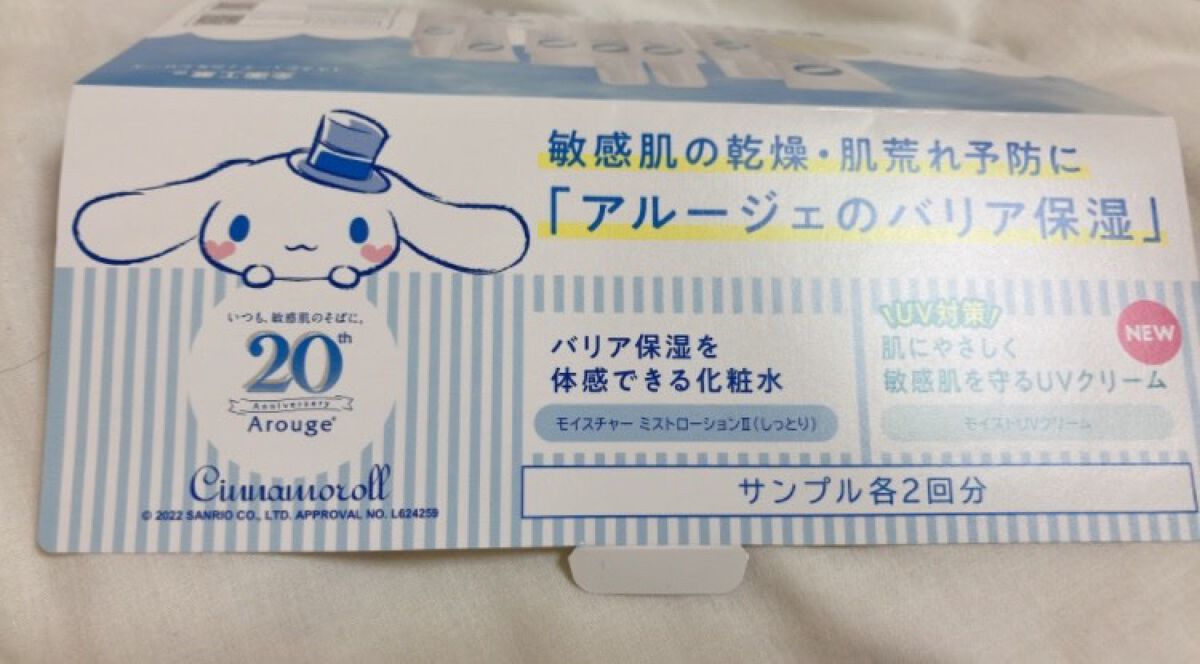 全薬工業の
敏感肌の乾燥・肌荒れ予防に
「アルージェのバリア保湿」
いつも、敏感肌のそばに。
20th
Anniversary
Arouge
Cinnamoroll
© 2022 SANRIO CO., LTD. APPROVAL NO. L624259
バリア保湿を
体感できる化粧水
モイスチャー ミストローションⅡ(しっとり)
\UV対策/
NEW
肌にやさしく
敏感肌を守るUVクリーム
モイストUVクリーム
サンプル各2回分